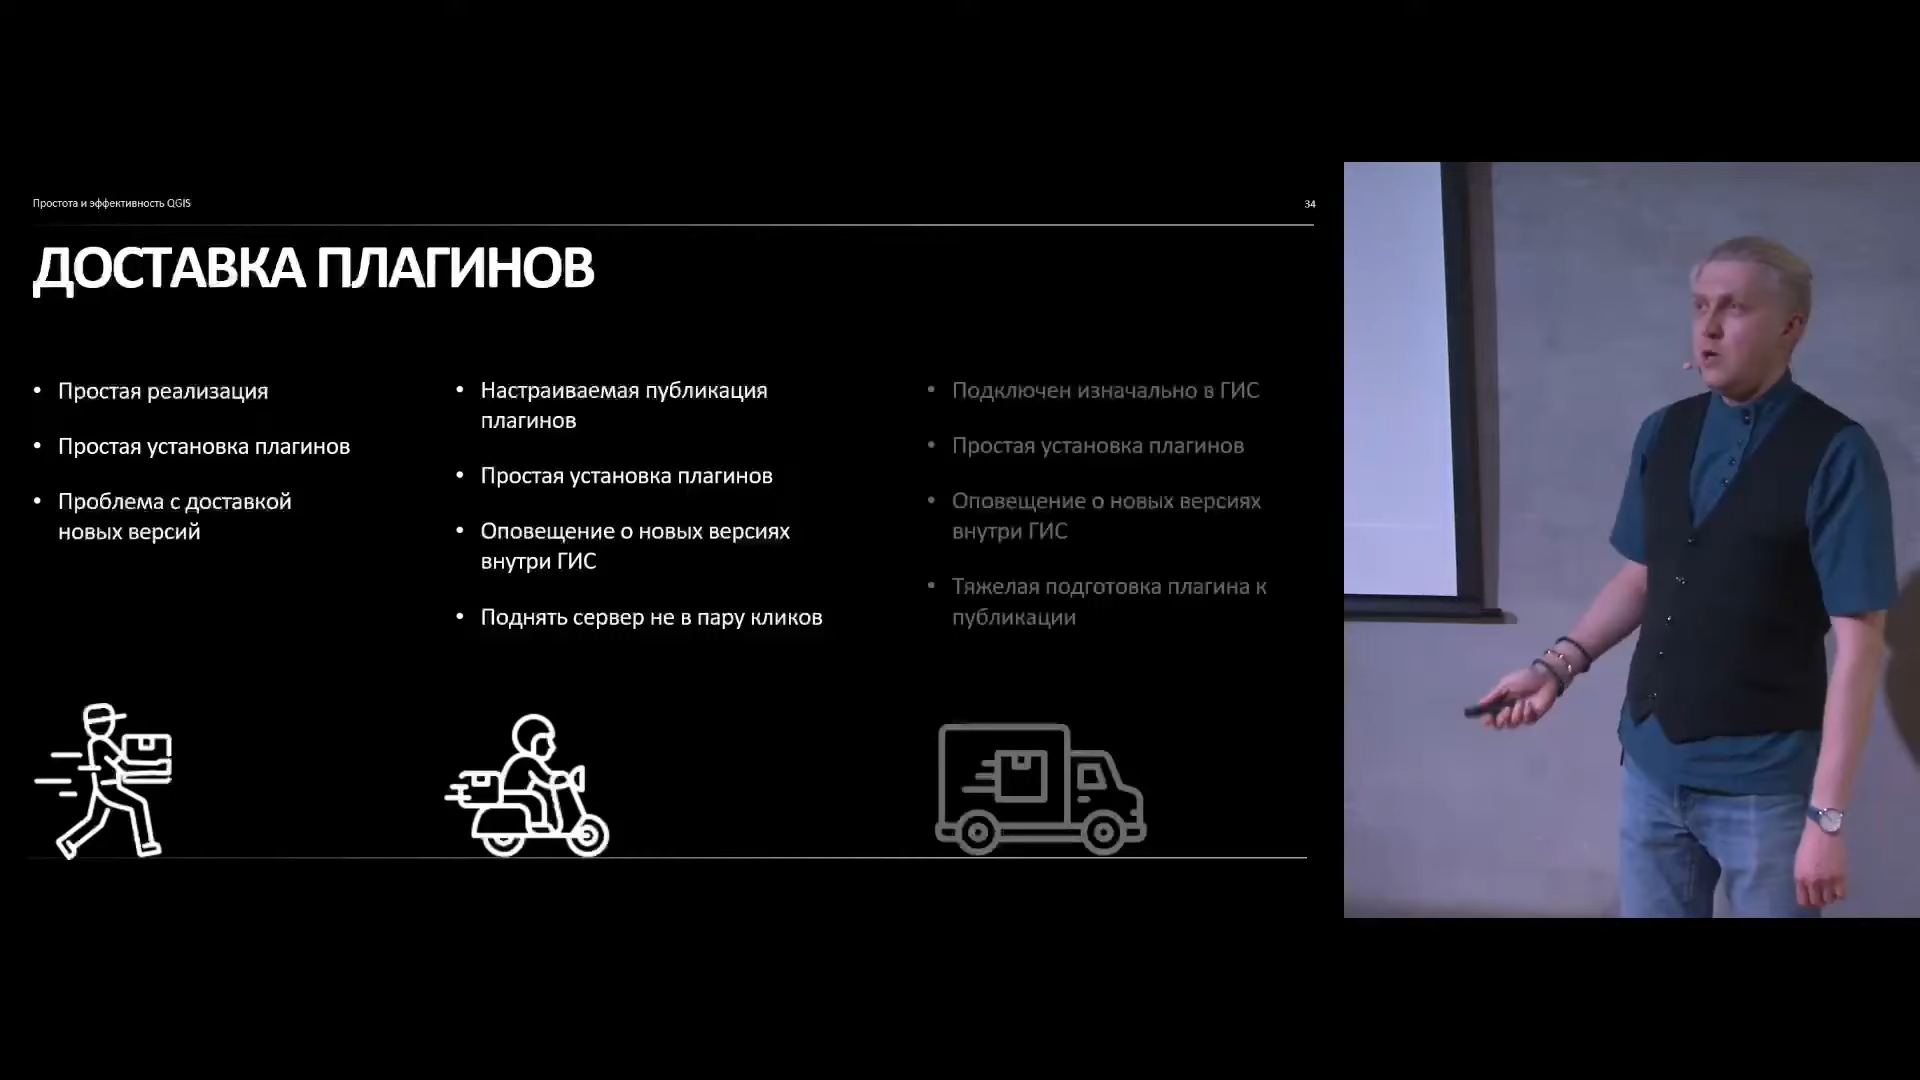 Простота и эффективность QGIS
34
ДОСТАВКА ПЛАГИНОВ
• Простая реализация
• Простая установка плагинов
• Проблема с доставкой
новых версий
• Настраиваемая публикация
плагинов
• Простая установка плагинов
• Оповещение о новых версиях
внутри ГИС
• Поднять сервер не в пару кликов
• Подключен изначально в ГИС
• Простая установка плагинов
• Оповещение о новых версиях
внутри ГИС
• Тяжелая подготовка плагина к
публикации